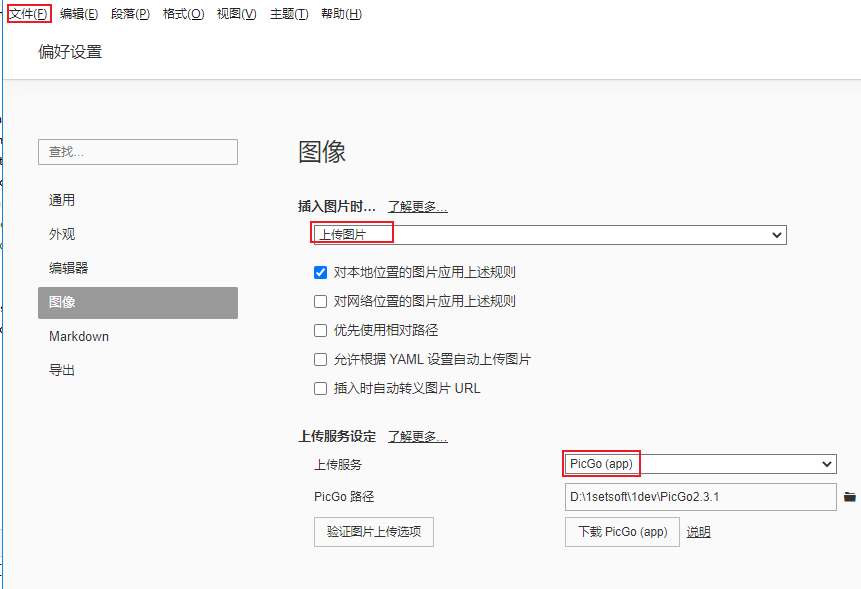 文件(F) 编辑(E) 段落(P) 格式(O) 视图(V) 主题(T) 帮助(H)
偏好设置
查找...
通用
外观
编辑器
图像
Markdown
导出
图像
插入图片时... 了解更多...
上传图片
对本地位置的图片应用上述规则
对网络位置的图片应用上述规则
优先使用相对路径
允许根据 YAML 设置自动上传图片
插入时自动转义图片 URL
上传服务设定 了解更多...
上传服务 PicGo (app)
PicGo 路径 D:\1setsoft\1dev\PicGo2.3.1
验证图片上传选项 下载 PicGo (app) 说明